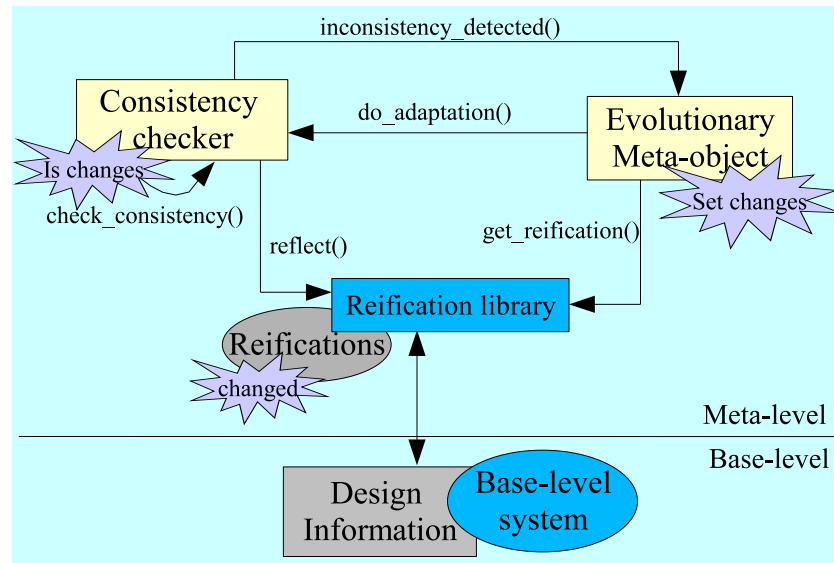 inconsistency_detected()
Consistency
checker
do_adaptation()
Evolutionary
Meta-object
Is changes
Set changes
check_consistency()
get_reification()
reflect()
Reification library
Reifications
changed
Meta-level
Base-level
Design
Information
Base-level
system